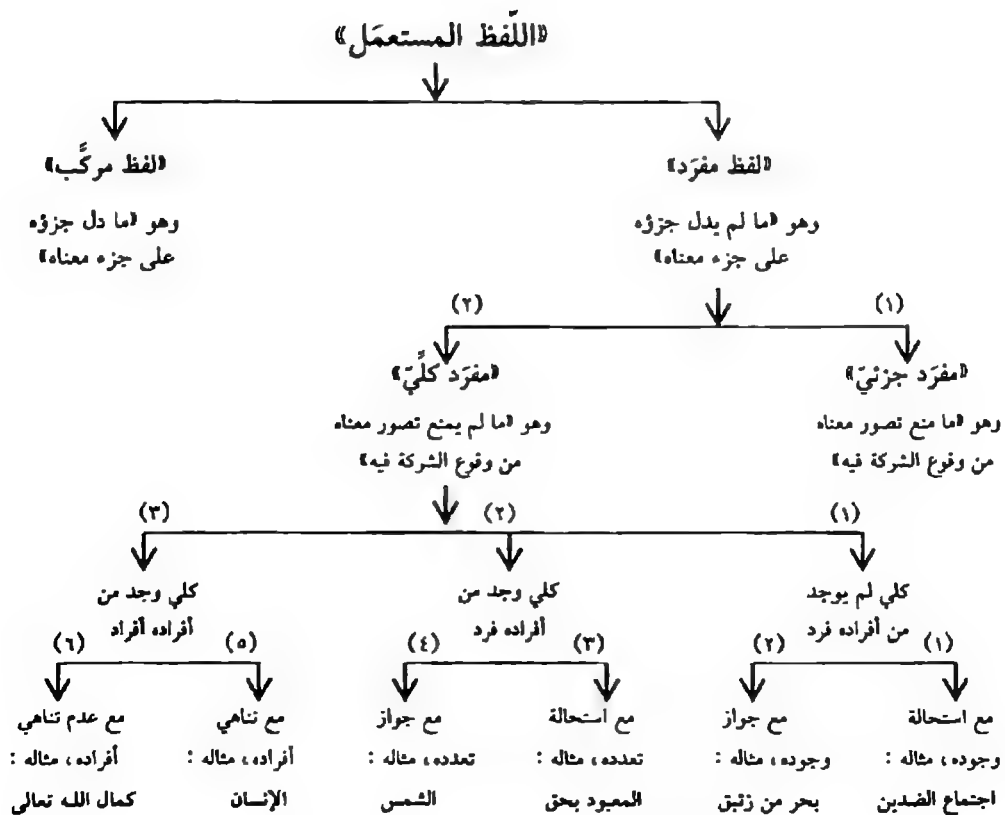 «اللّفظ المستعمَل»
«لفظ مفرَد» «لفظ مركَّب»
وهو «ما لم يدل جزؤه وهو «ما دل جزؤه
على جزء معناه» على جزء معناه»
(١) (٢)
«مفرَد جزئيّ» «مفرَد كلِّيّ»
وهو «ما منع تصور معناه وهو «ما لم يمنع تصور معناه
من وقوع الشركة فيه» من وقوع الشركة فيه»
(١) (٢) (٣)
كلي لم يوجد كلي وجد من كلي وجد من
من أفراده فرد أفراده فرد أفراده أفراد
(١) (٢) (٣) (٤) (٥) (٦)
مع استحالة مع جواز مع استحالة مع جواز مع تناهي مع عدم تناهي
وجوده، مثاله : وجوده، مثاله : تعدده، مثاله : تعدده، مثاله : أفراده، مثاله : أفراده، مثاله :
اجتماع الضدين بحر من زئبق المعبود بحق الشمس الإنسان كمال الله تعالى